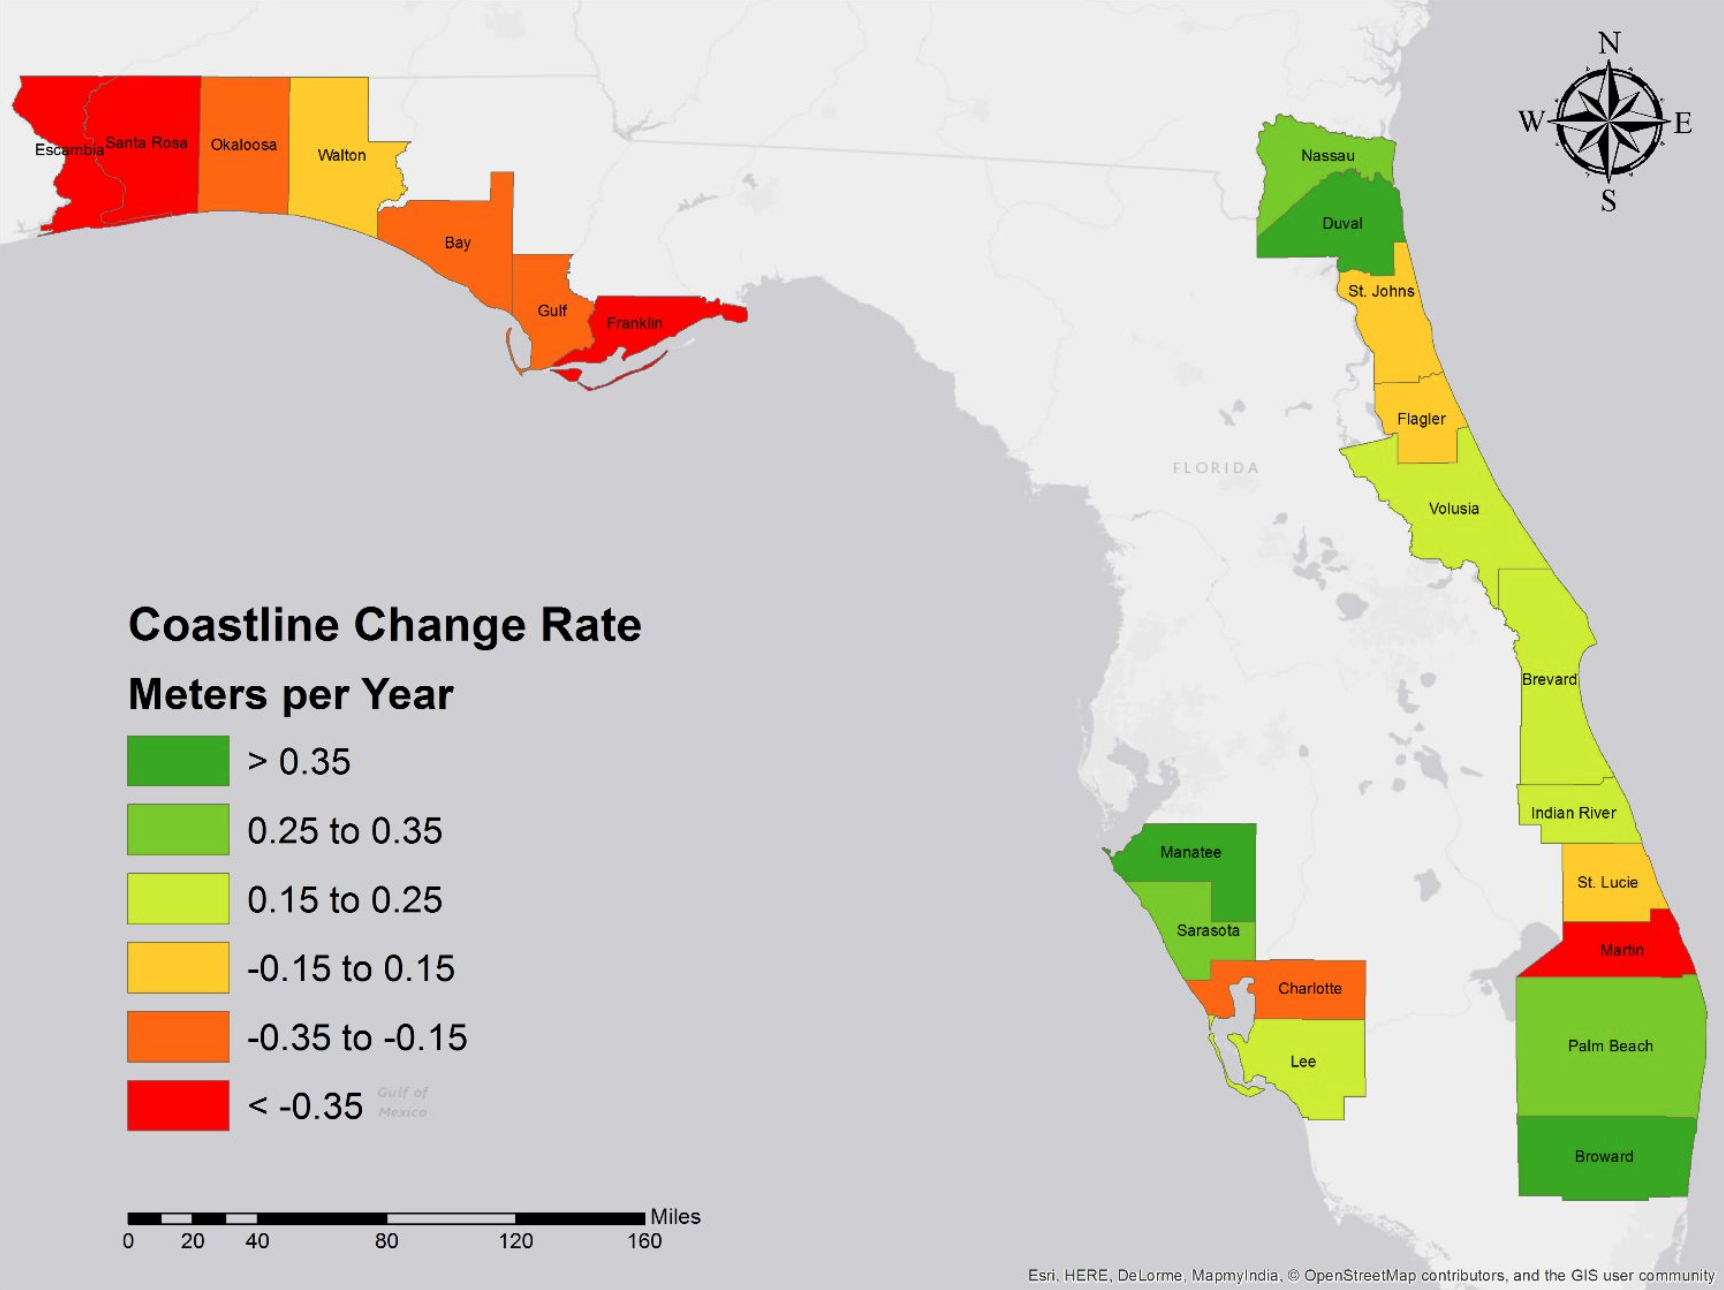 N
W E
S
Escambia
Santa Rosa
Okaloosa
Walton
Bay
Gulf
Franklin
Nassau
Duval
St. Johns
Flagler
FLORIDA
Volusia
Brevard
Indian River
St. Lucie
Martin
Palm Beach
Broward
Manatee
Sarasota
Charlotte
Lee
Coastline Change Rate
Meters per Year
> 0.35
0.25 to 0.35
0.15 to 0.25
-0.15 to 0.15
-0.35 to -0.15
< -0.35
Gulf of
Mexico
Miles
0 20 40 80 120 160
Esri, HERE, DeLorme, MapmyIndia, © OpenStreetMap contributors, and the GIS user community